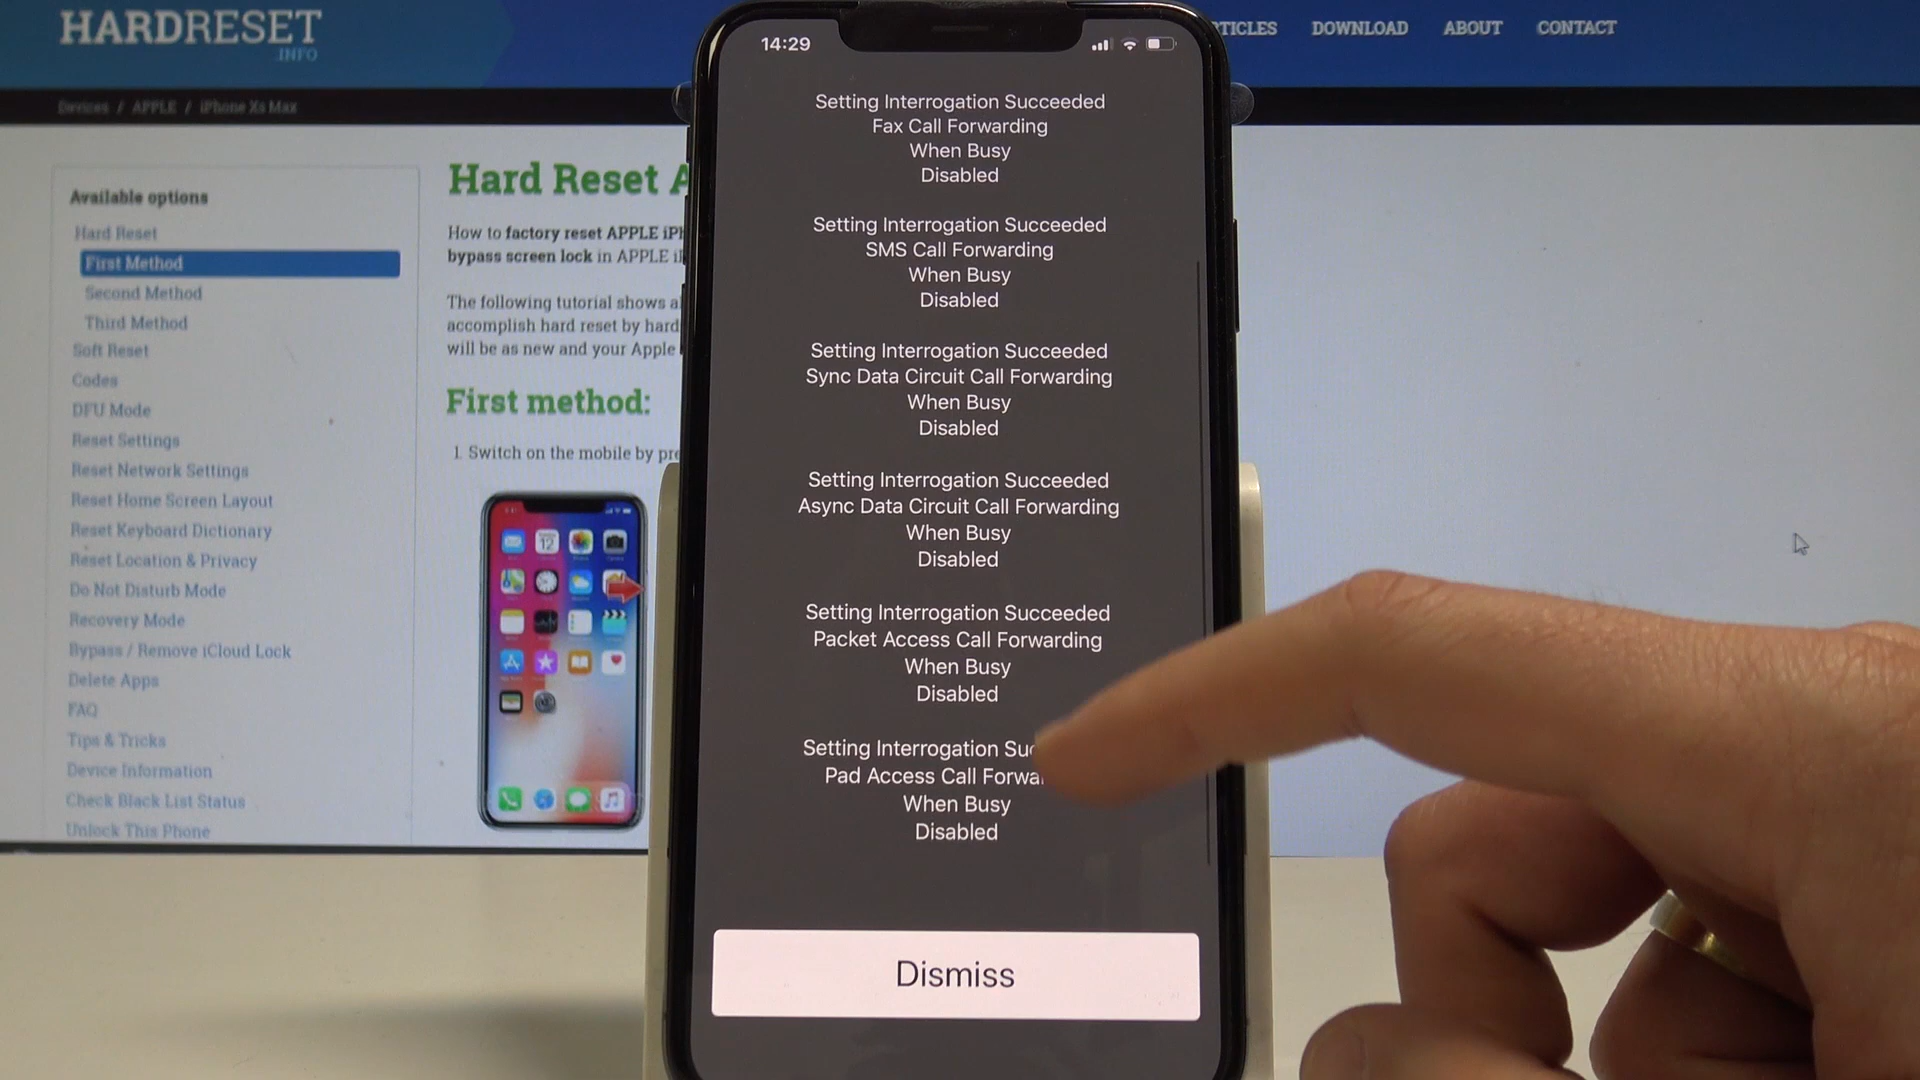 HARDRESET
.INFO
TICLES
DOWNLOAD
ABOUT
CONTACT
Devices / APPLE / iPhone Xs Max
Available options
Hard Reset
First Method
Second Method
Third Method
Soft Reset
Codes
DFU Mode
Reset Settings
Reset Network Settings
Reset Home Screen Layout
Reset Keyboard Dictionary
Reset Location & Privacy
Do Not Disturb Mode
Recovery Mode
Bypass / Remove iCloud Lock
Delete Apps
FAQ
Tips & Tricks
Device Information
Check Black List Status
Unlock This Phone
Hard Reset A
How to factory reset APPLE iPh
bypass screen lock in APPLE i
The following tutorial shows al
accomplish hard reset by hard
will be as new and your Apple
First method:
1. Switch on the mobile by pre
12
14:29
Setting Interrogation Succeeded
Fax Call Forwarding
When Busy
Disabled
Setting Interrogation Succeeded
SMS Call Forwarding
When Busy
Disabled
Setting Interrogation Succeeded
Sync Data Circuit Call Forwarding
When Busy
Disabled
Setting Interrogation Succeeded
Async Data Circuit Call Forwarding
When Busy
Disabled
Setting Interrogation Succeeded
Packet Access Call Forwarding
When Busy
Disabled
Setting Interrogation Suc
Pad Access Call Forwa
When Busy
Disabled
Dismiss